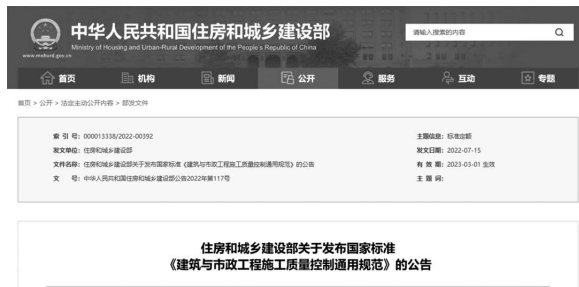 中华人民共和国住房和城乡建设部
Ministry of Housing and Urban-Rural Development of the People's Republic of China
www.mohurd.gov.cn
请输入搜索的内容
首页 机构 新闻 公开 服务 互动 专题
首页 > 公开 > 法定主动公开内容 > 部发文件
索 引 号：000013338/2022-00392 主题信息：标准定额
发文单位：住房和城乡建设部 发文日期：2022-07-15
文件名称：住房和城乡建设部关于发布国家标准《建筑与市政工程施工质量控制通用规范》的公告 有 效 期：2023-03-01 生效
文 号：中华人民共和国住房和城乡建设部公告2022年第117号 主 题 词：
住房和城乡建设部关于发布国家标准
《建筑与市政工程施工质量控制通用规范》的公告